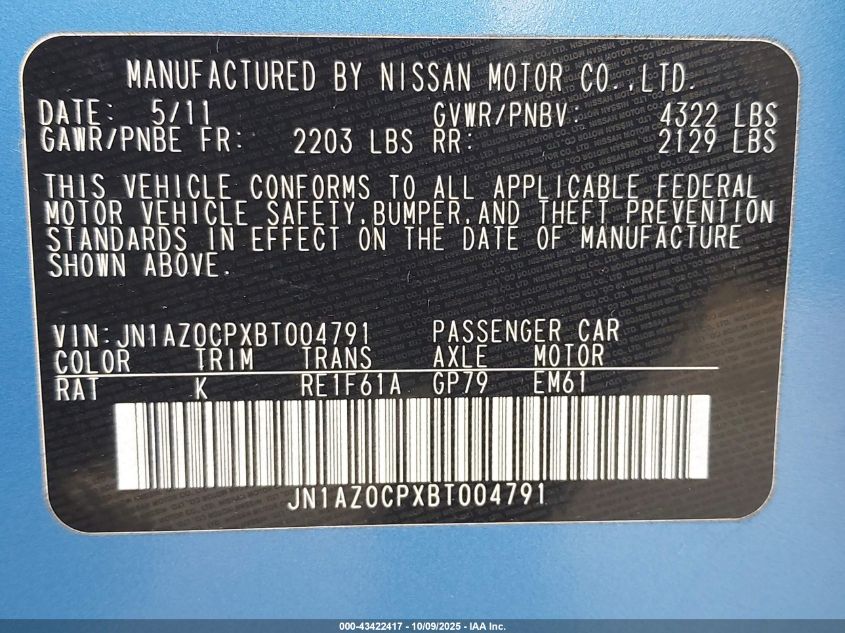 MANUFACTURED BY NISSAN MOTOR CO.,LTD.
DATE: 5/11 GVWR/PNBV: 4322 LBS
GAWR/PNBE FR: 2203 LBS RR: 2129 LBS
THIS VEHICLE CONFORMS TO ALL APPLICABLE FEDERAL
MOTOR VEHICLE SAFETY,BUMPER,AND THEFT PREVENTION
STANDARDS IN EFFECT ON THE DATE OF MANUFACTURE
SHOWN ABOVE.
VIN:JN1AZ0CPXBT004791 PASSENGER CAR
COLOR TRIM TRANS AXLE MOTOR
RAT K RE1F61A GP79 EM61
JN1AZ0CPXBT004791
000-43422417 - 10/09/2025 - IAA Inc.